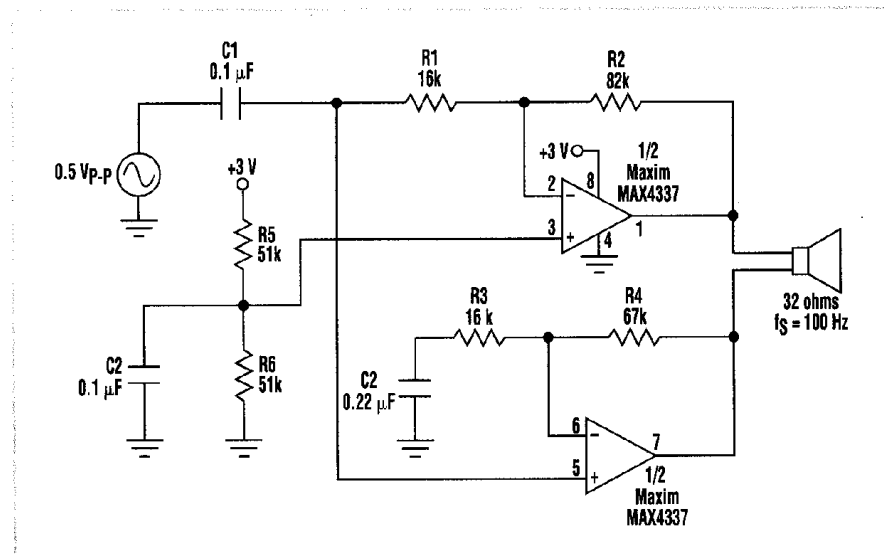 C1
0.1 µF
R1
16k
R2
82k
0.5 VP-P
+3 V
+3 V
1/2
Maxim
MAX4337
2
8
3
4
1
R5
51k
R3
16 k
R4
67k
32 ohms
fS = 100 Hz
C2
0.1 µF
R6
51k
C2
0.22 µF
6
7
5
1/2
Maxim
MAX4337